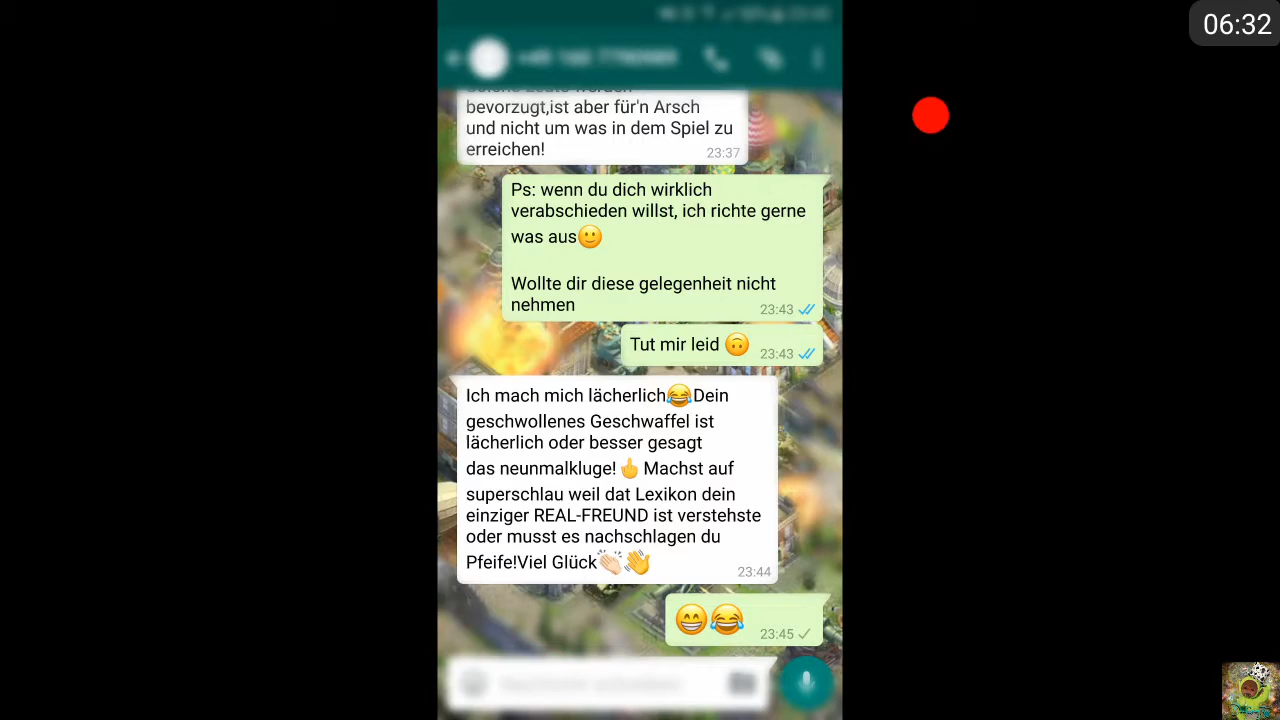 06:32
bevorzugt,ist aber für'n Arsch
und nicht um was in dem Spiel zu
erreichen!
23:37
Ps: wenn du dich wirklich
verabschieden willst, ich richte gerne
was aus🙂
Wollte dir diese gelegenheit nicht
nehmen
23:43
Tut mir leid 🙃
23:43
Ich mach mich lächerlich😂Dein
geschwollenes Geschwaffel ist
lächerlich oder besser gesagt
das neunmalkluge!👆Machst auf
superschlau weil dat Lexikon dein
einziger REAL-FREUND ist verstehste
oder musst es nachschlagen du
Pfeife!Viel Glück👏🏻👋
23:44
😁😂
23:45